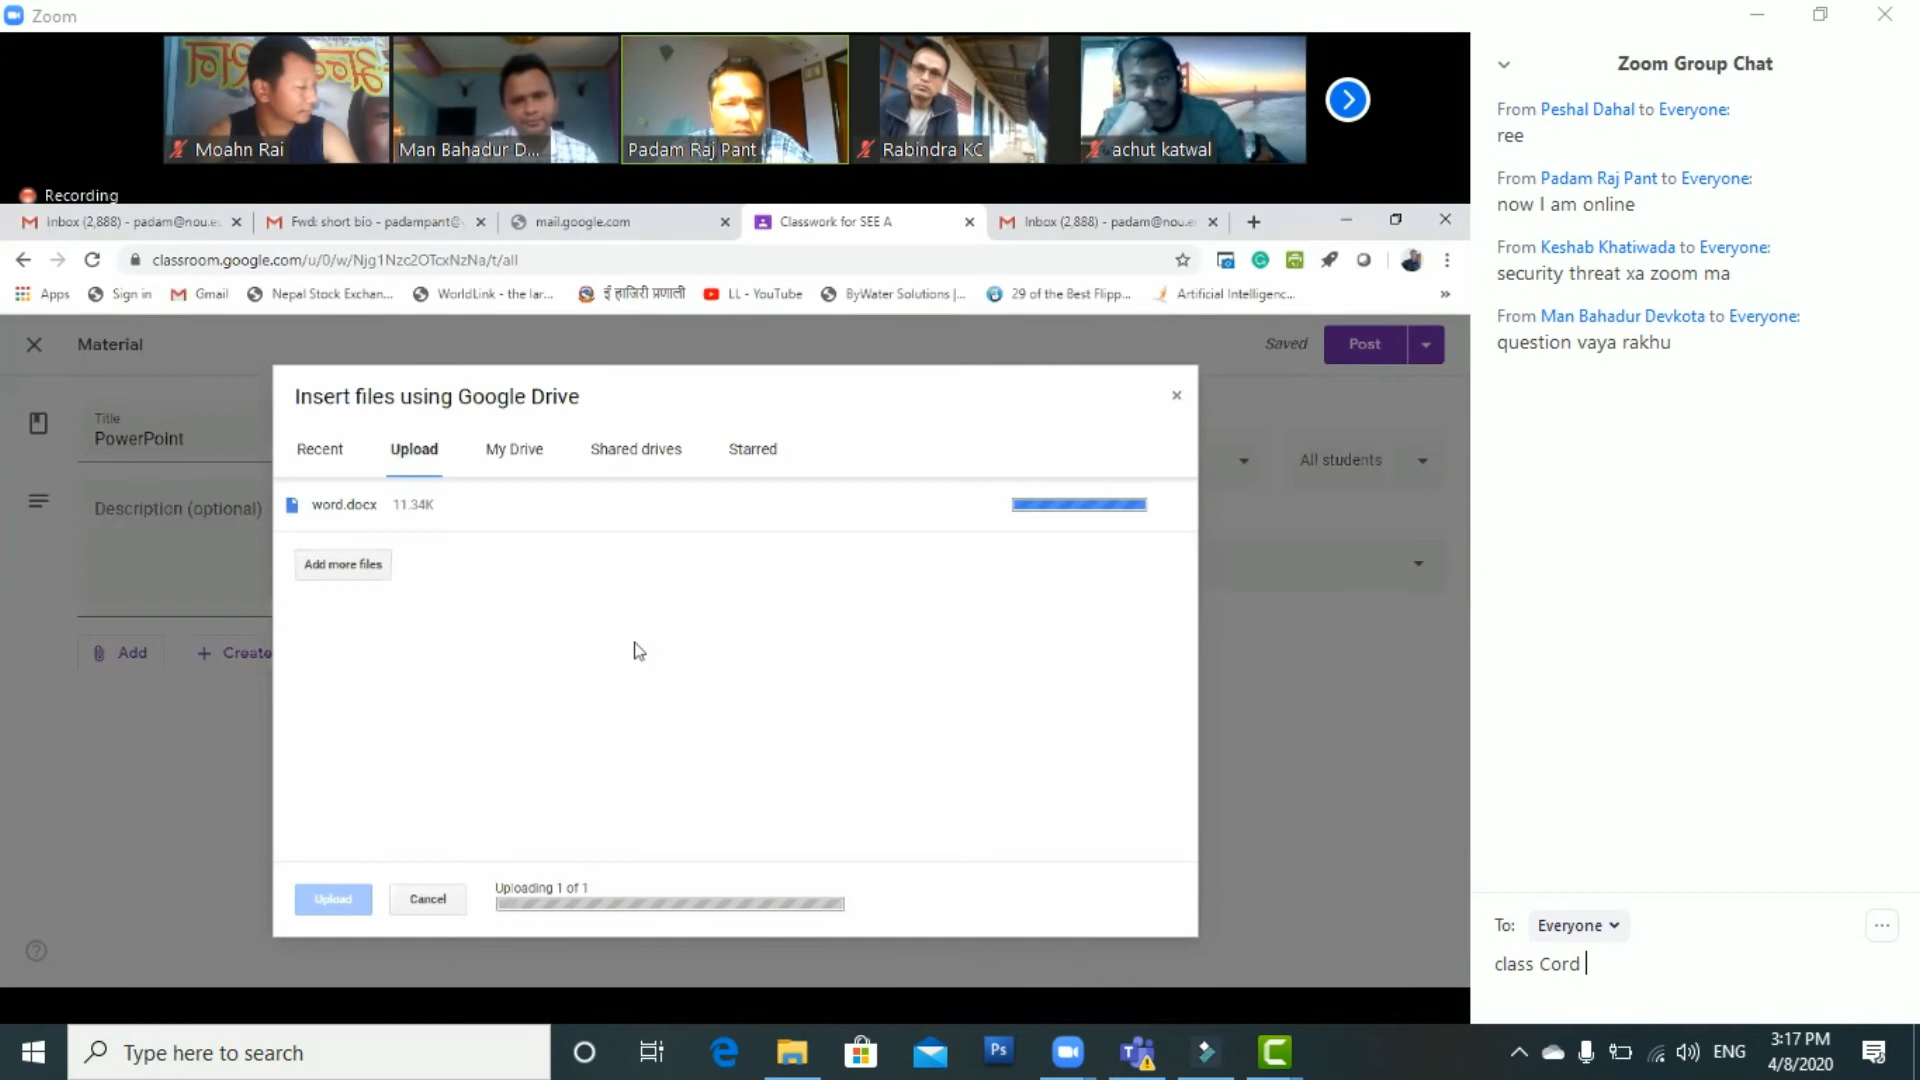 Zoom
Moahn Rai
Man Bahadur D...
Padam Raj Pant
Rabindra KC
achut katwal
Recording
Inbox (2,888) - padam@nou.e
Fwd: short bio - padampant@
mail.google.com
Classwork for SEE A
Inbox (2,888) - padam@nou.e
classroom.google.com/u/0/w/Njg1Nzc2OTcxNzNa/t/all
Apps
Sign in
Gmail
Nepal Stock Exchan...
WorldLink - the lar...
ई हाजिरी प्रणाली
LL - YouTube
ByWater Solutions |...
29 of the Best Flipp...
Artificial Intelligenc...
»
Material
Saved
Post
Title
PowerPoint
Description (optional)
Add
+ Create
All students
Insert files using Google Drive
Recent
Upload
My Drive
Shared drives
Starred
word.docx 11.34K
Add more files
Upload
Cancel
Uploading 1 of 1
Zoom Group Chat
From Peshal Dahal to Everyone:
ree
From Padam Raj Pant to Everyone:
now I am online
From Keshab Khatiwada to Everyone:
security threat xa zoom ma
From Man Bahadur Devkota to Everyone:
question vaya rakhu
To: Everyone
class Cord
Type here to search
Ps
ENG
3:17 PM
4/8/2020